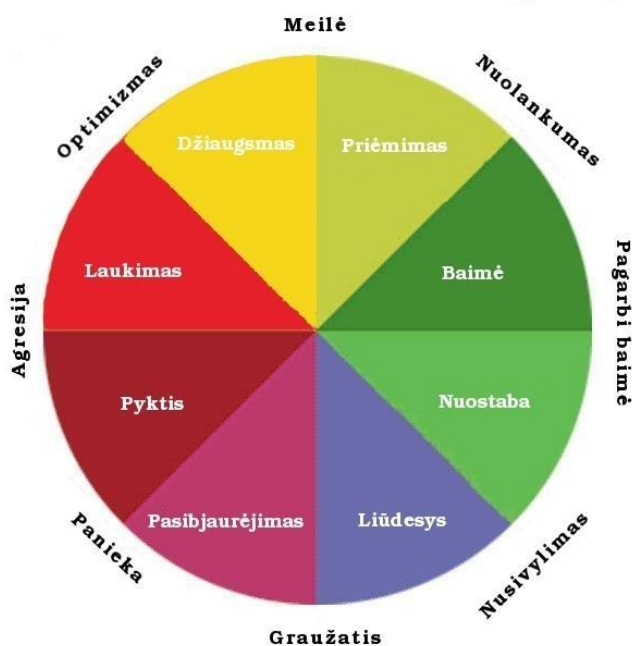 Meilė
Optimizmas
Nuolankumas
Džiaugsmas
Priėmimas
Laukimas
Baimė
Agresija
Pagarbi baimė
Pyktis
Nuostaba
Pasibjaurėjimas
Liūdesys
Panieka
Nusivylimas
Graužatis